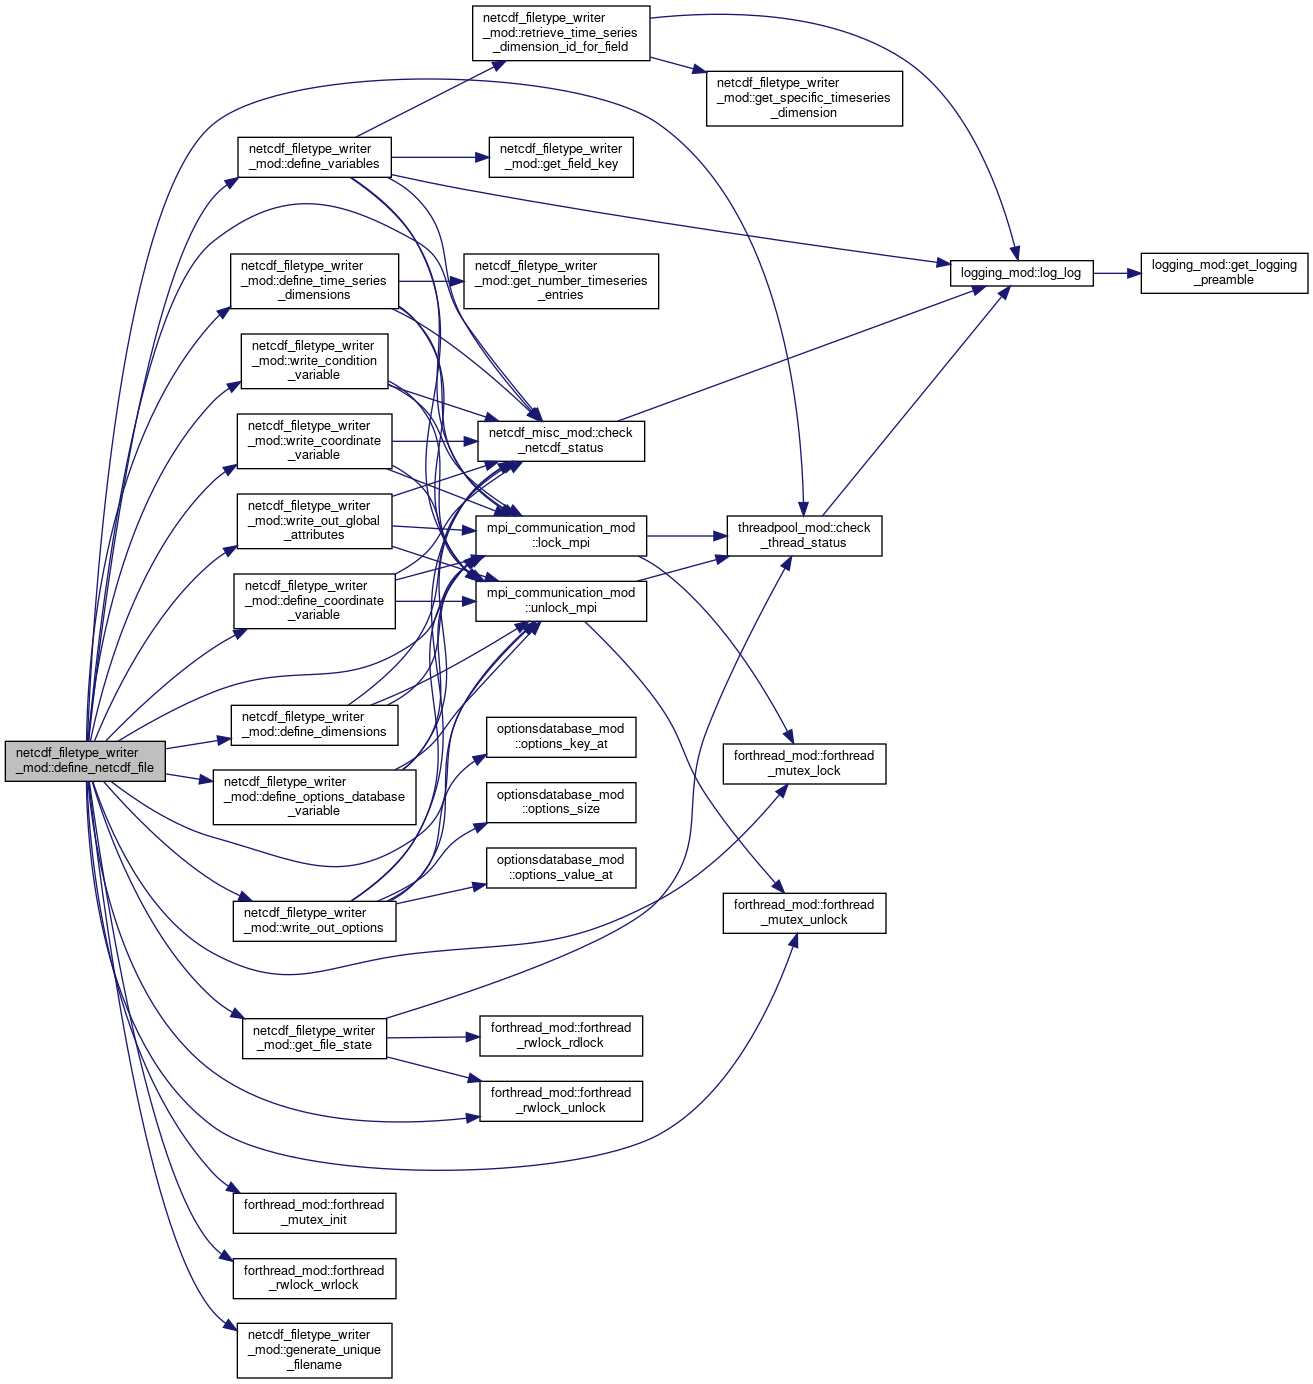 netcdf_filetype_writer
_mod::retrieve_time_series
_dimension_id_for_field
netcdf_filetype_writer
_mod::get_specific_timeseries
_dimension
netcdf_filetype_writer
_mod::define_variables
netcdf_filetype_writer
_mod::get_field_key
netcdf_filetype_writer
_mod::define_time_series
_dimensions
netcdf_filetype_writer
_mod::get_number_timeseries
_entries
logging_mod::log_log
logging_mod::get_logging
_preamble
netcdf_filetype_writer
_mod::write_condition
_variable
netcdf_filetype_writer
_mod::write_coordinate
_variable
netcdf_misc_mod::check
_netcdf_status
netcdf_filetype_writer
_mod::write_out_global
_attributes
mpi_communication_mod
::lock_mpi
threadpool_mod::check
_thread_status
netcdf_filetype_writer
_mod::define_coordinate
_variable
mpi_communication_mod
::unlock_mpi
netcdf_filetype_writer
_mod::define_dimensions
netcdf_filetype_writer
_mod::define_netcdf_file
optionsdatabase_mod
::options_key_at
forthread_mod::forthread
_mutex_lock
netcdf_filetype_writer
_mod::define_options_database
_variable
optionsdatabase_mod
::options_size
optionsdatabase_mod
::options_value_at
netcdf_filetype_writer
_mod::write_out_options
forthread_mod::forthread
_mutex_unlock
netcdf_filetype_writer
_mod::get_file_state
forthread_mod::forthread
_rwlock_rdlock
forthread_mod::forthread
_rwlock_unlock
forthread_mod::forthread
_mutex_init
forthread_mod::forthread
_rwlock_wrlock
netcdf_filetype_writer
_mod::generate_unique
_filename